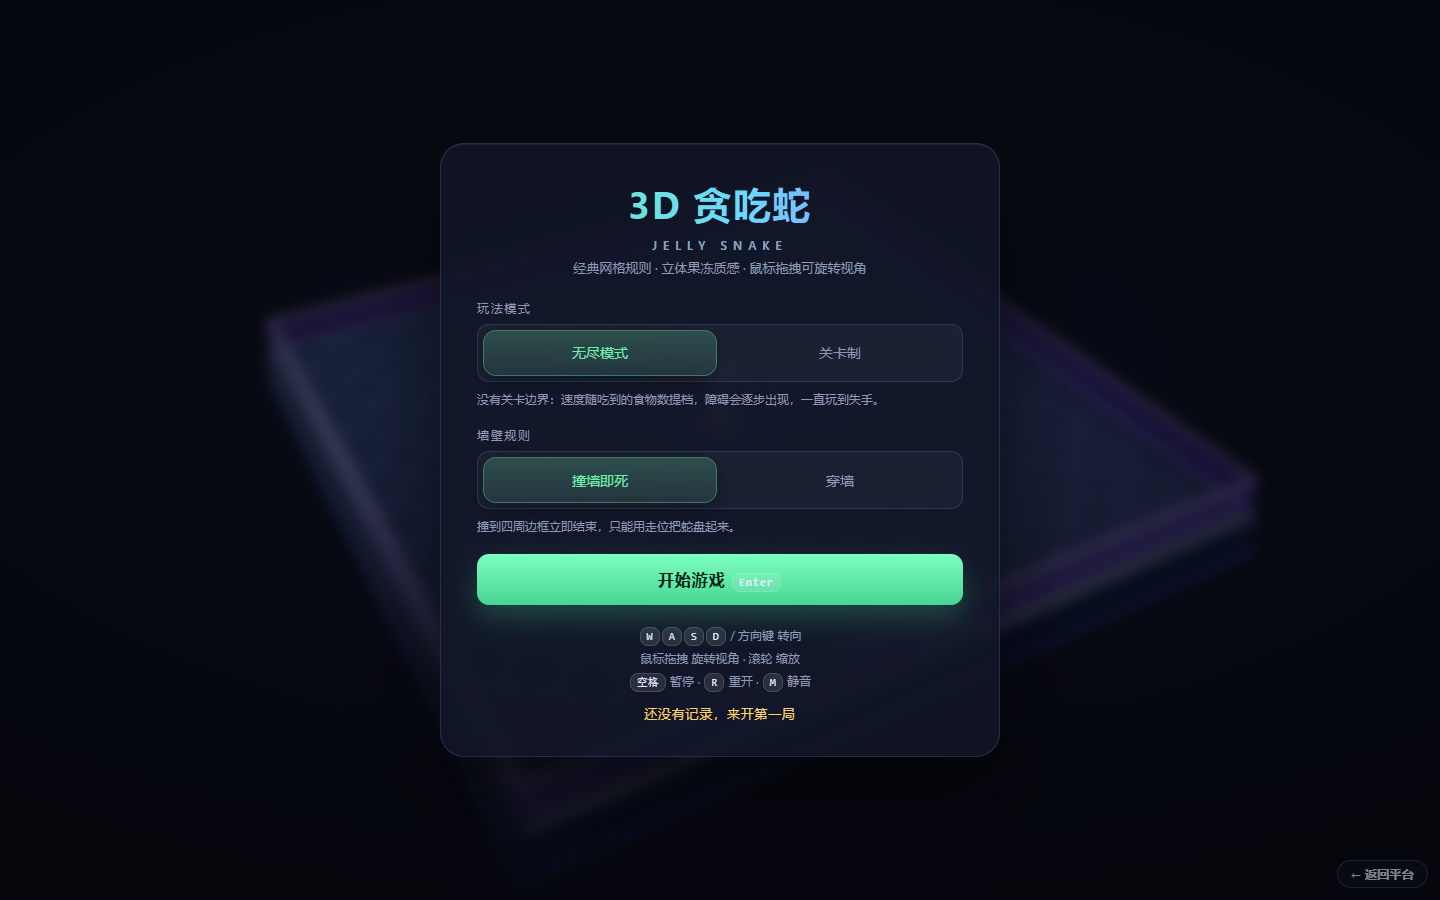 3D 贪吃蛇
JELLY SNAKE
经典网格规则 · 立体果冻质感 · 鼠标拖拽可旋转视角
玩法模式
无尽模式 关卡制
没有关卡边界：速度随吃到的食物数提档，障碍会逐步出现，一直玩到失手。
墙壁规则
撞墙即死 穿墙
撞到四周边框立即结束，只能用走位把蛇盘起来。
开始游戏 Enter
W A S D / 方向键 转向
鼠标拖拽 旋转视角 · 滚轮 缩放
空格 暂停 · R 重开 · M 静音
还没有记录，来开第一局
← 返回平台